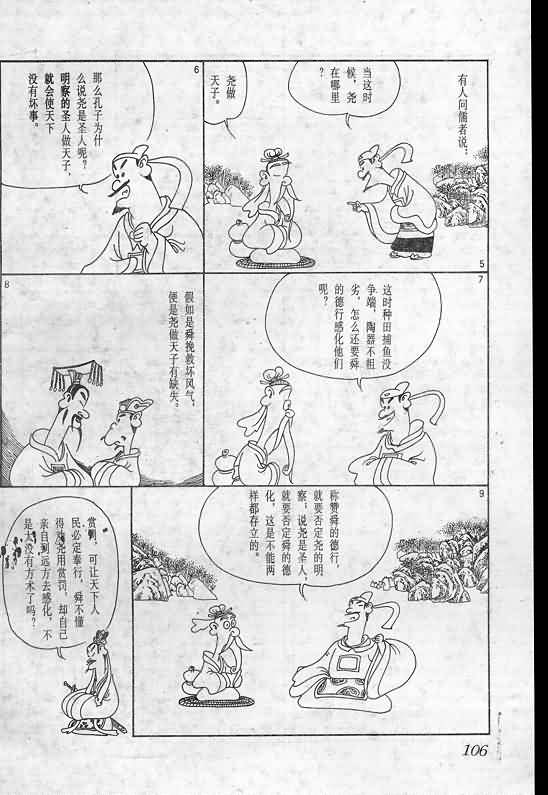 有人问儒者说：
当这时
候，尧
在哪里
？
尧做
天子。
5
6
那么孔子为什
么说尧是圣人呢？
明察的圣人做天子，
就会使天下
没有坏事。
7
这时种田捕鱼没
争端，陶器不粗
劣，怎么还要舜
的德行感化他们
呢？
8
假如是舜挽救坏风气，
便是尧做天子有缺失。
9
称赞舜的德行，
就要否定尧的明
察；说尧是圣人，
就要否定舜的德
化，这是不能两
样都存立的。
赏罚，可让天下人
民必定奉行，舜不懂
得劝尧用赏罚，却自己
亲自到远方去感化，不
是太没有方术了吗？
106